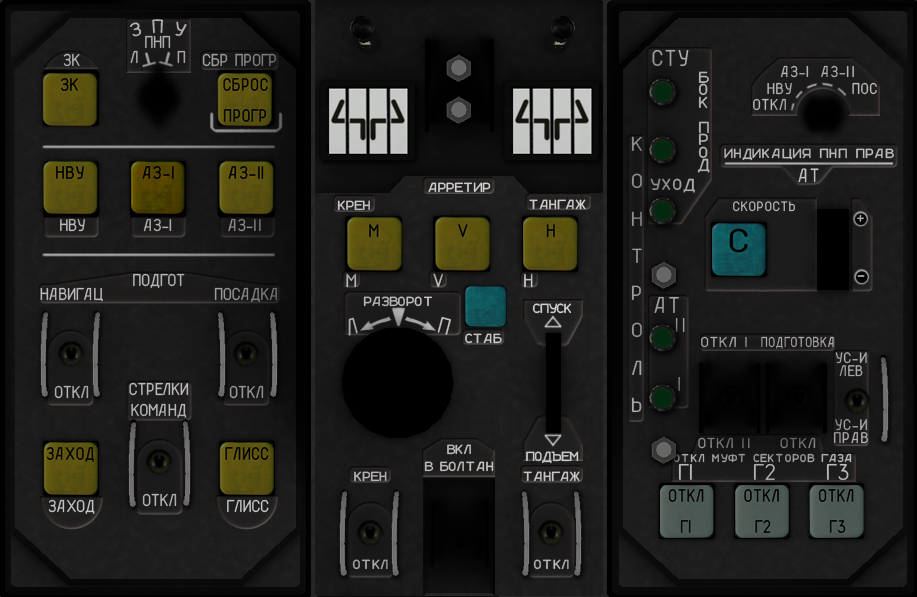 З П У
ПНП
Л П
ЗК
СБР ПРОГР
ЗК
СБРОС
ПРОГР
НВУ
АЗ-I
АЗ-II
НВУ
АЗ-I
АЗ-II
ПОДГОТ
НАВИГАЦ
ПОСАДКА
ОТКЛ
ОТКЛ
СТРЕЛКИ
КОМАНД
ОТКЛ
ЗАХОД
ГЛИСС
ЗАХОД
ГЛИСС
АРРЕТИР
КРЕН
ТАНГАЖ
М
V
Н
М
V
Н
РАЗВОРОТ
Л
П
СТАБ
СПУСК
ПОДЪЕМ
ВКЛ
В БОЛТАН
КРЕН
ТАНГАЖ
ОТКЛ
ОТКЛ
СТУ
БОК
ПРОД
УХОД
КОНТРОЛЬ
АТ
II
I
АЗ-I АЗ-II
НВУ
ПОС
ОТКЛ
ИНДИКАЦИЯ ПНП ПРАВ
АТ
СКОРОСТЬ
С
+
−
ОТКЛ I ПОДГОТОВКА
УС-И
ЛЕВ
УС-И
ПРАВ
ОТКЛ II
ОТКЛ
ОТКЛ МУФТ СЕКТОРОВ ГАЗА
Г1
Г2
Г3
ОТКЛ
Г1
ОТКЛ
Г2
ОТКЛ
Г3